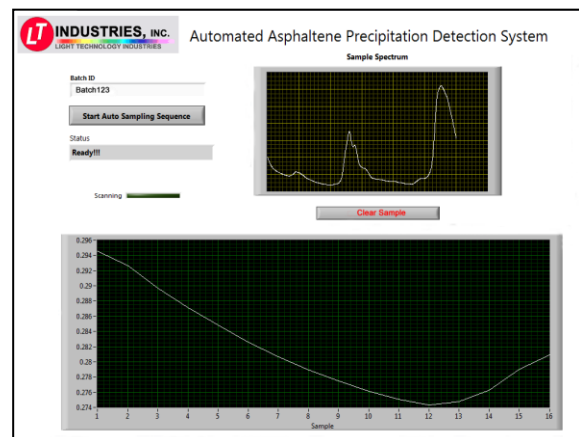 LT INDUSTRIES, INC.
LIGHT TECHNOLOGY INDUSTRIES
Automated Asphaltene Precipitation Detection System
Sample Spectrum
Batch ID
Batch123
Start Auto Sampling Sequence
Status
Ready!!!
Scanning
Clear Sample
0.296
0.294
0.292
0.29
0.288
0.286
0.284
0.282
0.28
0.278
0.276
0.274
1 2 3 4 5 6 7 8 9 10 11 12 13 14 15 16
Sample